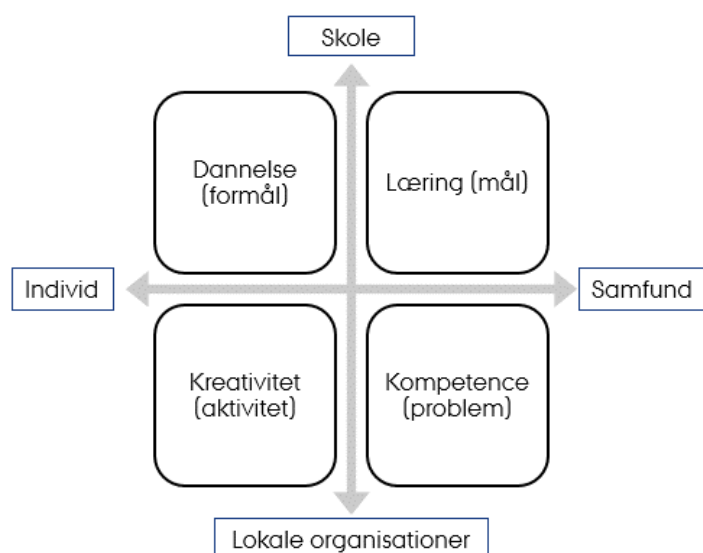 Skole
Dannelse
(formål)
Læring (mål)
Individ
Samfund
Kreativitet
(aktivitet)
Kompetence
(problem)
Lokale organisationer